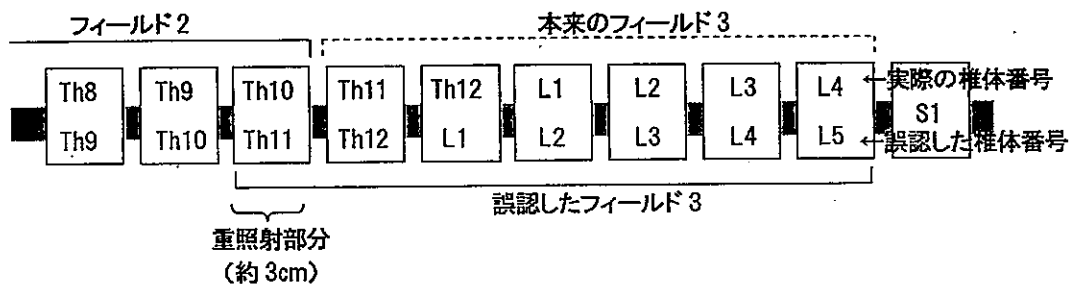 フィールド2
本来のフィールド3
Th8 Th9 Th10 Th11 Th12 L1 L2 L3 L4 ←実際の椎体番号
S1
Th9 Th10 Th11 Th12 L1 L2 L3 L4 L5 ←誤認した椎体番号
誤認したフィールド3
重照射部分
(約3cm)